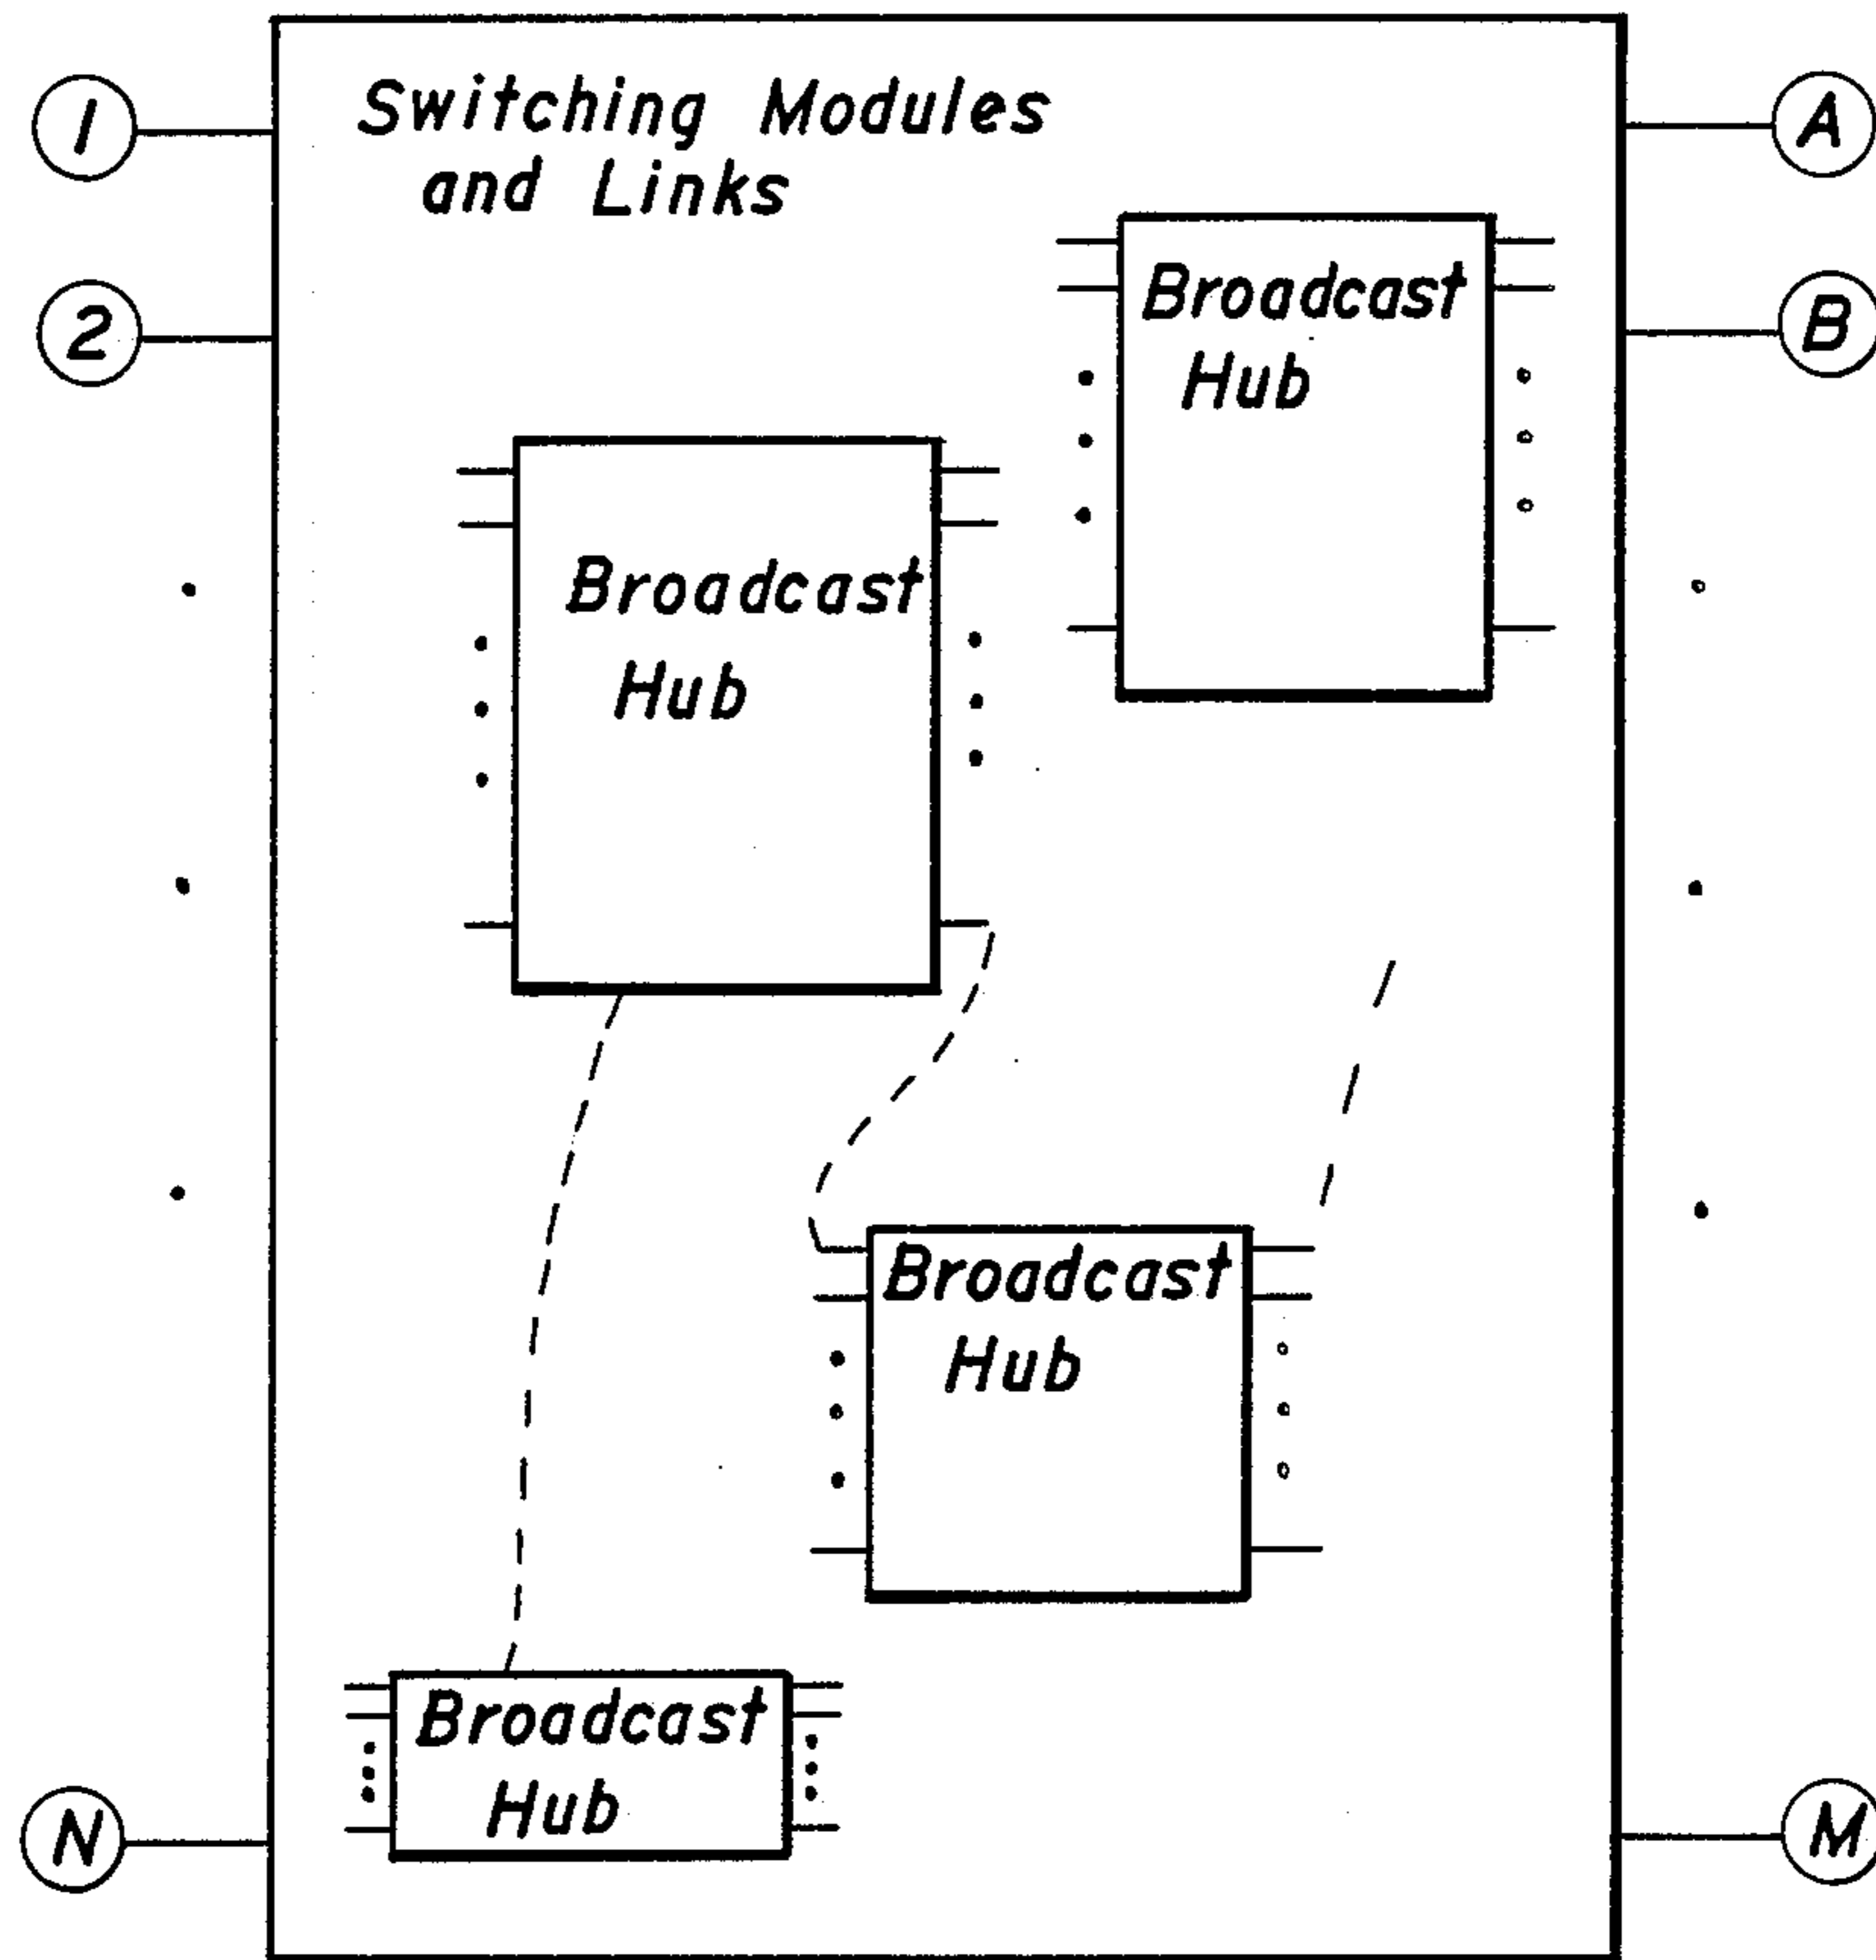 1
Switching Modules
and Links
A
2
Broadcast
Hub
B
Broadcast
Hub
Broadcast
Hub
Broadcast
Hub
N
M